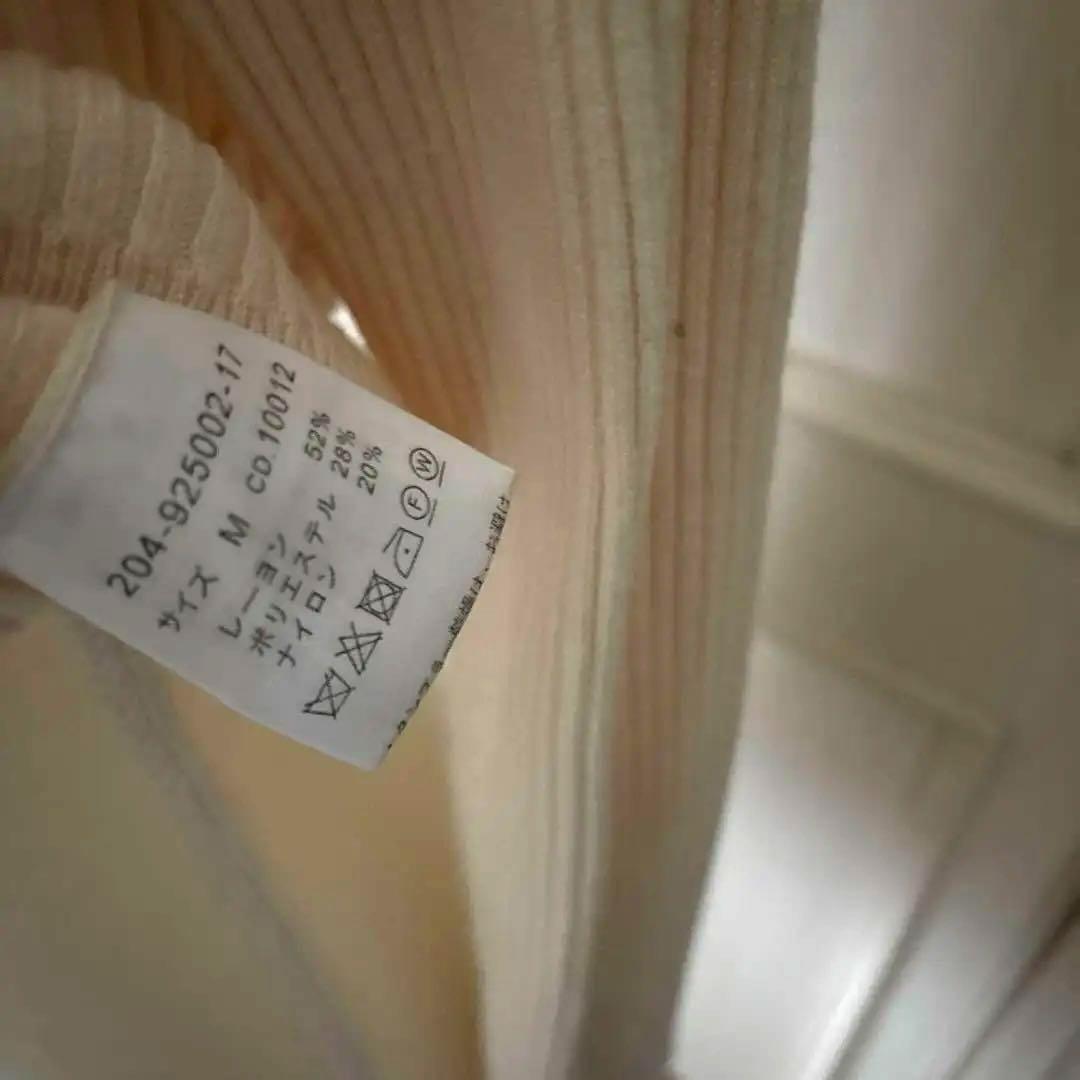 204-925002-17
サイズ M CD.10012
レーヨン 52%
ポリエステル 28%
ナイロン 20%
F W